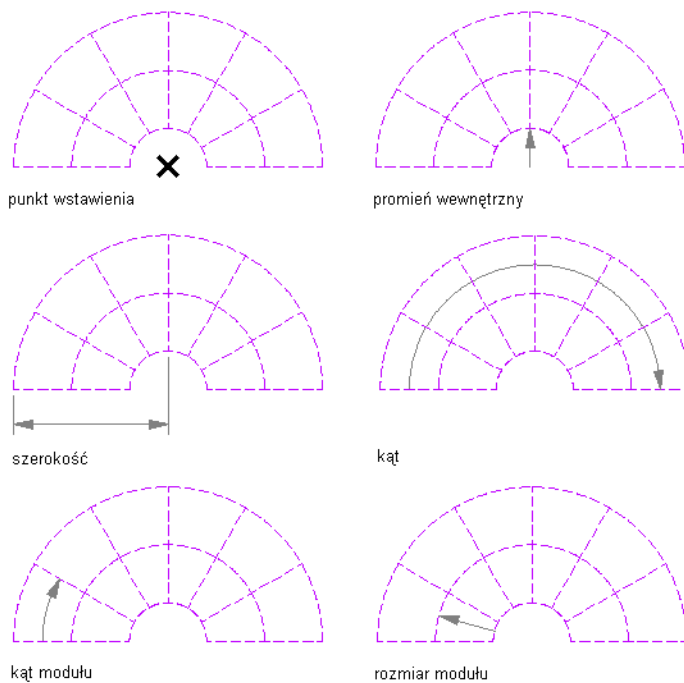 punkt wstawienia
promień wewnętrzny
szerokość
kąt
kąt modułu
rozmiar modułu